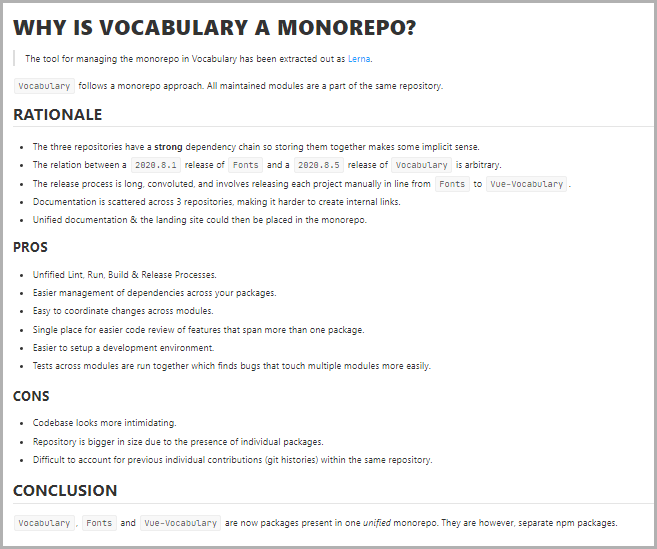 WHY IS VOCABULARY A MONOREPO?
The tool for managing the monorepo in Vocabulary has been extracted out as Lerna.
Vocabulary follows a monorepo approach. All maintained modules are a part of the same repository.
RATIONALE
• The three repositories have a strong dependency chain so storing them together makes some implicit sense.
• The relation between a 2020.8.1 release of Fonts and a 2020.8.5 release of Vocabulary is arbitrary.
• The release process is long, convoluted, and involves releasing each project manually in line from Fonts to Vue-Vocabulary .
• Documentation is scattered across 3 repositories, making it harder to create internal links.
• Unified documentation & the landing site could then be placed in the monorepo.
PROS
• Unfified Lint, Run, Build & Release Processes.
• Easier management of dependencies across your packages.
• Easy to coordinate changes across modules.
• Single place for easier code review of features that span more than one package.
• Easier to setup a development environment.
• Tests across modules are run together which finds bugs that touch multiple modules more easily.
CONS
• Codebase looks more intimidating.
• Repository is bigger in size due to the presence of individual packages.
• Difficult to account for previous individual contributions (git histories) within the same repository.
CONCLUSION
Vocabulary , Fonts and Vue-Vocabulary are now packages present in one unified monorepo. They are however, separate npm packages.